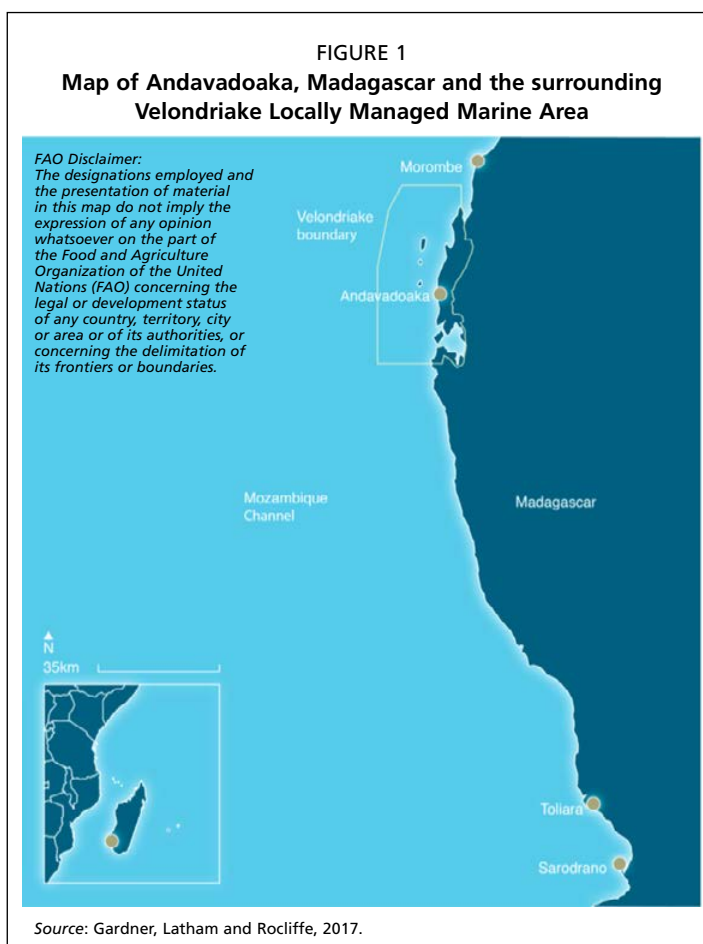 FIGURE 1
Map of Andavadoaka, Madagascar and the surrounding
Velondriake Locally Managed Marine Area
FAO Disclaimer:
The designations employed and
the presentation of material
in this map do not imply the
expression of any opinion
whatsoever on the part of
the Food and Agriculture
Organization of the United
Nations (FAO) concerning the
legal or development status
of any country, territory, city
or area or of its authorities, or
concerning the delimitation of
its frontiers or boundaries.
Morombe
Velondriake
boundary
Andavadoaka
Mozambique
Channel
Madagascar
N
35km
Toliara
Sarodrano
Source: Gardner, Latham and Rocliffe, 2017.